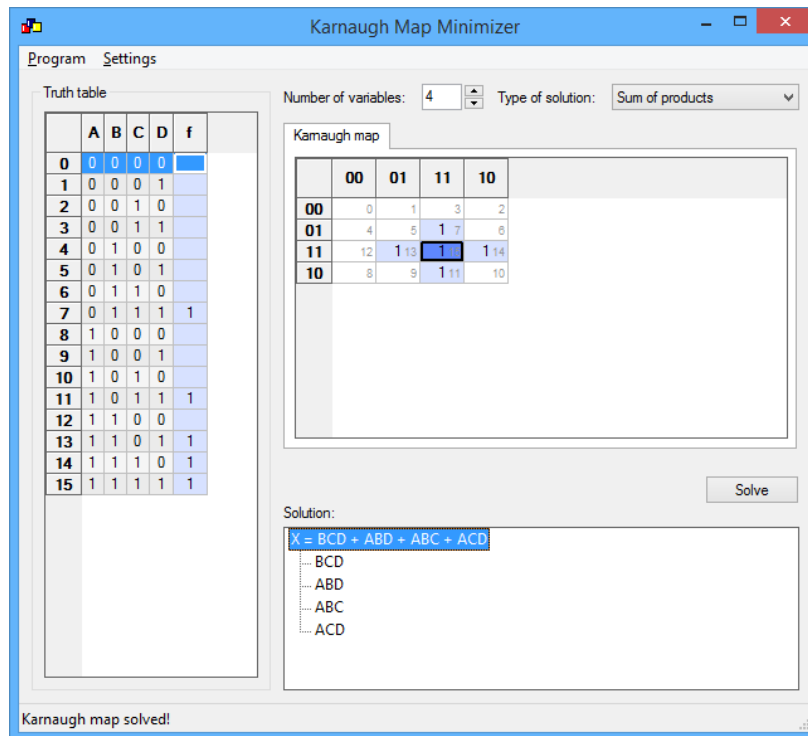 Karnaugh Map Minimizer
Program Settings
Truth table
A B C D f
0 0 0 0 0
1 0 0 0 1
2 0 0 1 0
3 0 0 1 1
4 0 1 0 0
5 0 1 0 1
6 0 1 1 0
7 0 1 1 1 1
8 1 0 0 0
9 1 0 0 1
10 1 0 1 0
11 1 0 1 1 1
12 1 1 0 0
13 1 1 0 1 1
14 1 1 1 0 1
15 1 1 1 1 1
Number of variables: 4 Type of solution: Sum of products
Karnaugh map
00 01 11 10
00 0 1 3 2
01 4 5 1 7 6
11 12 1 13 1 15 1 14
10 8 9 1 11 10
Solve
Solution:
X = BCD + ABD + ABC + ACD
BCD
ABD
ABC
ACD
Karnaugh map solved!